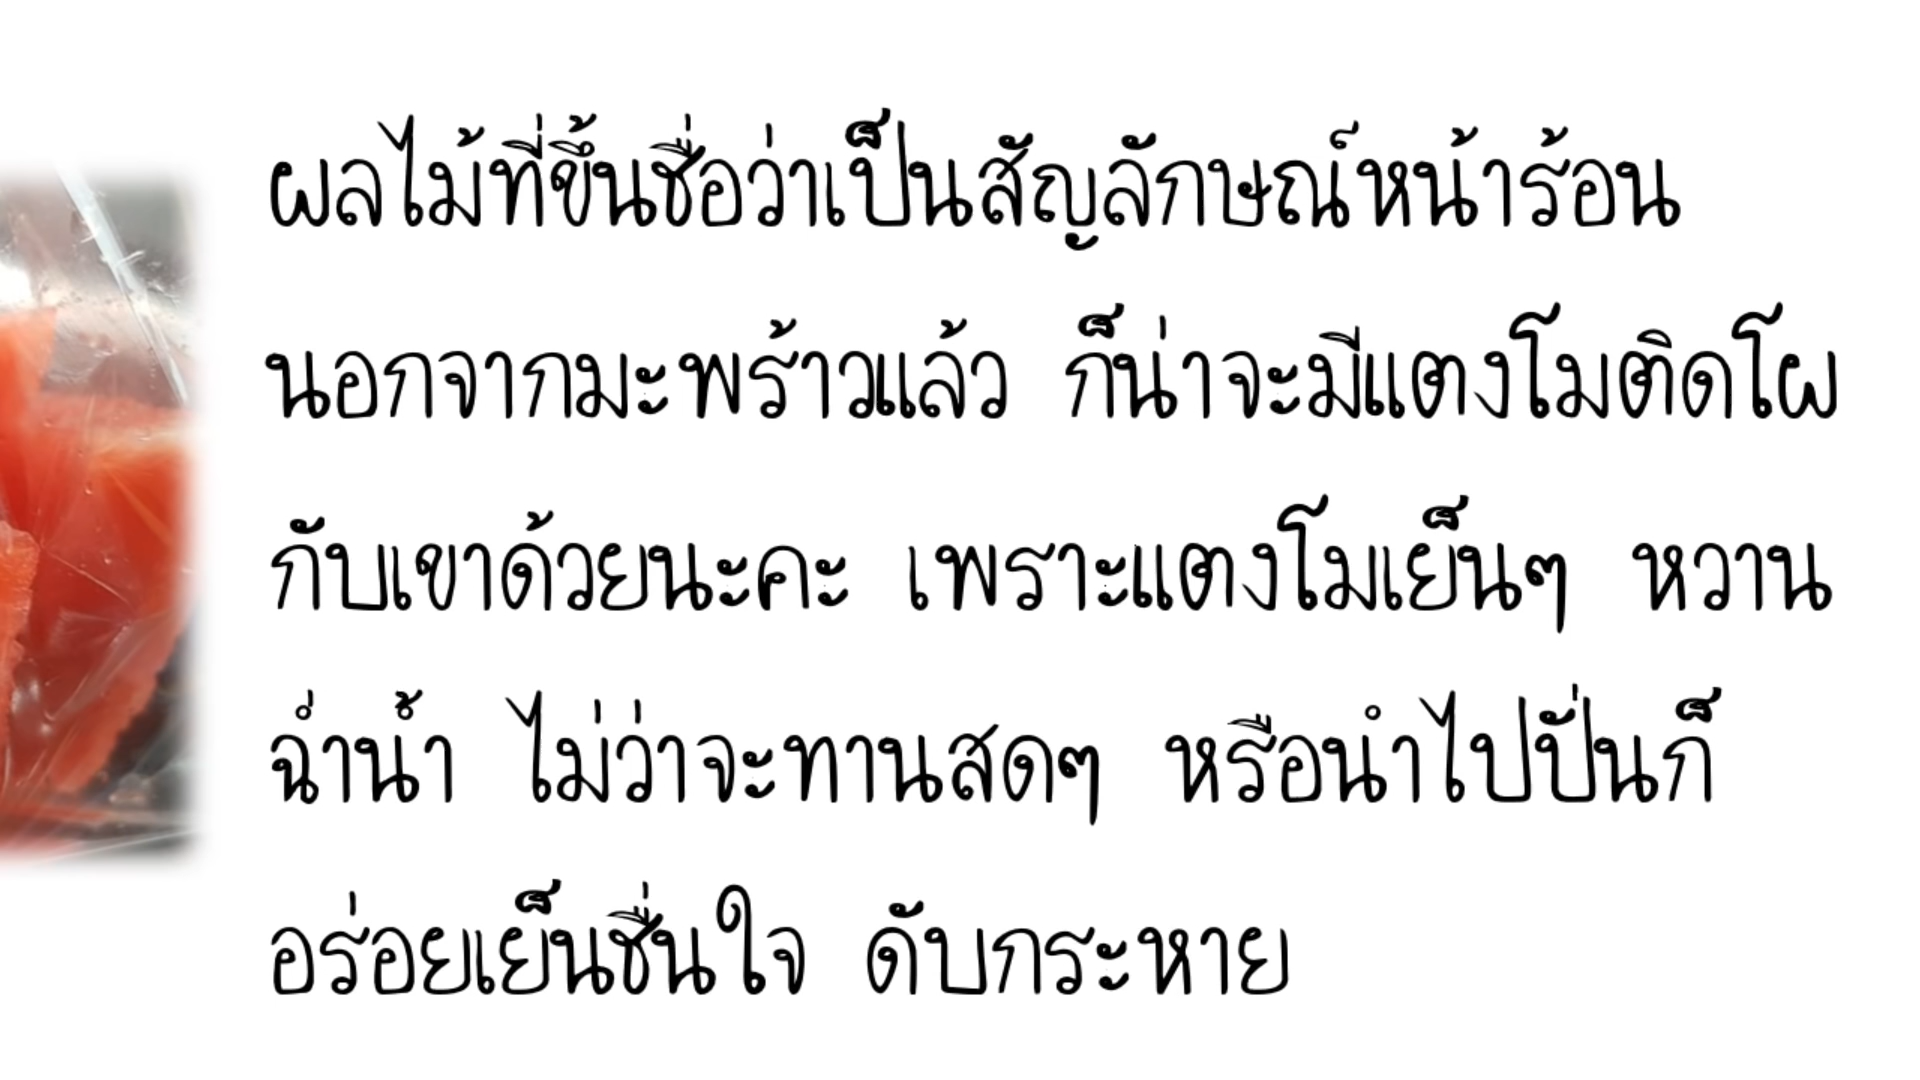 ผลไม้ที่ขึ้นชื่อว่าเป็นสัญลักษณ์หน้าร้อน
นอกจากมะพร้าวแล้ว ก็น่าจะมีแตงโมติดโผ
กับเขาด้วยนะคะ เพราะแตงโมเย็นๆ หวาน
ฉ่ำน้ำ ไม่ว่าจะทานสดๆ หรือนำไปปั่นก็
อร่อยเย็นชื่นใจ ดับกระหาย